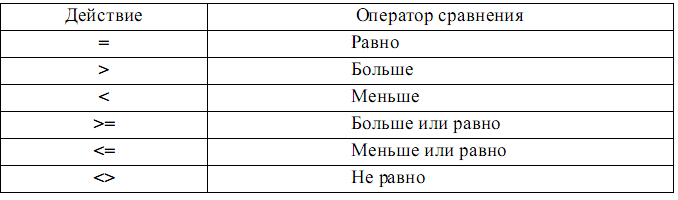 Действие Оператор сравнения
= Равно
> Больше
< Меньше
>= Больше или равно
<= Меньше или равно
<> Не равно